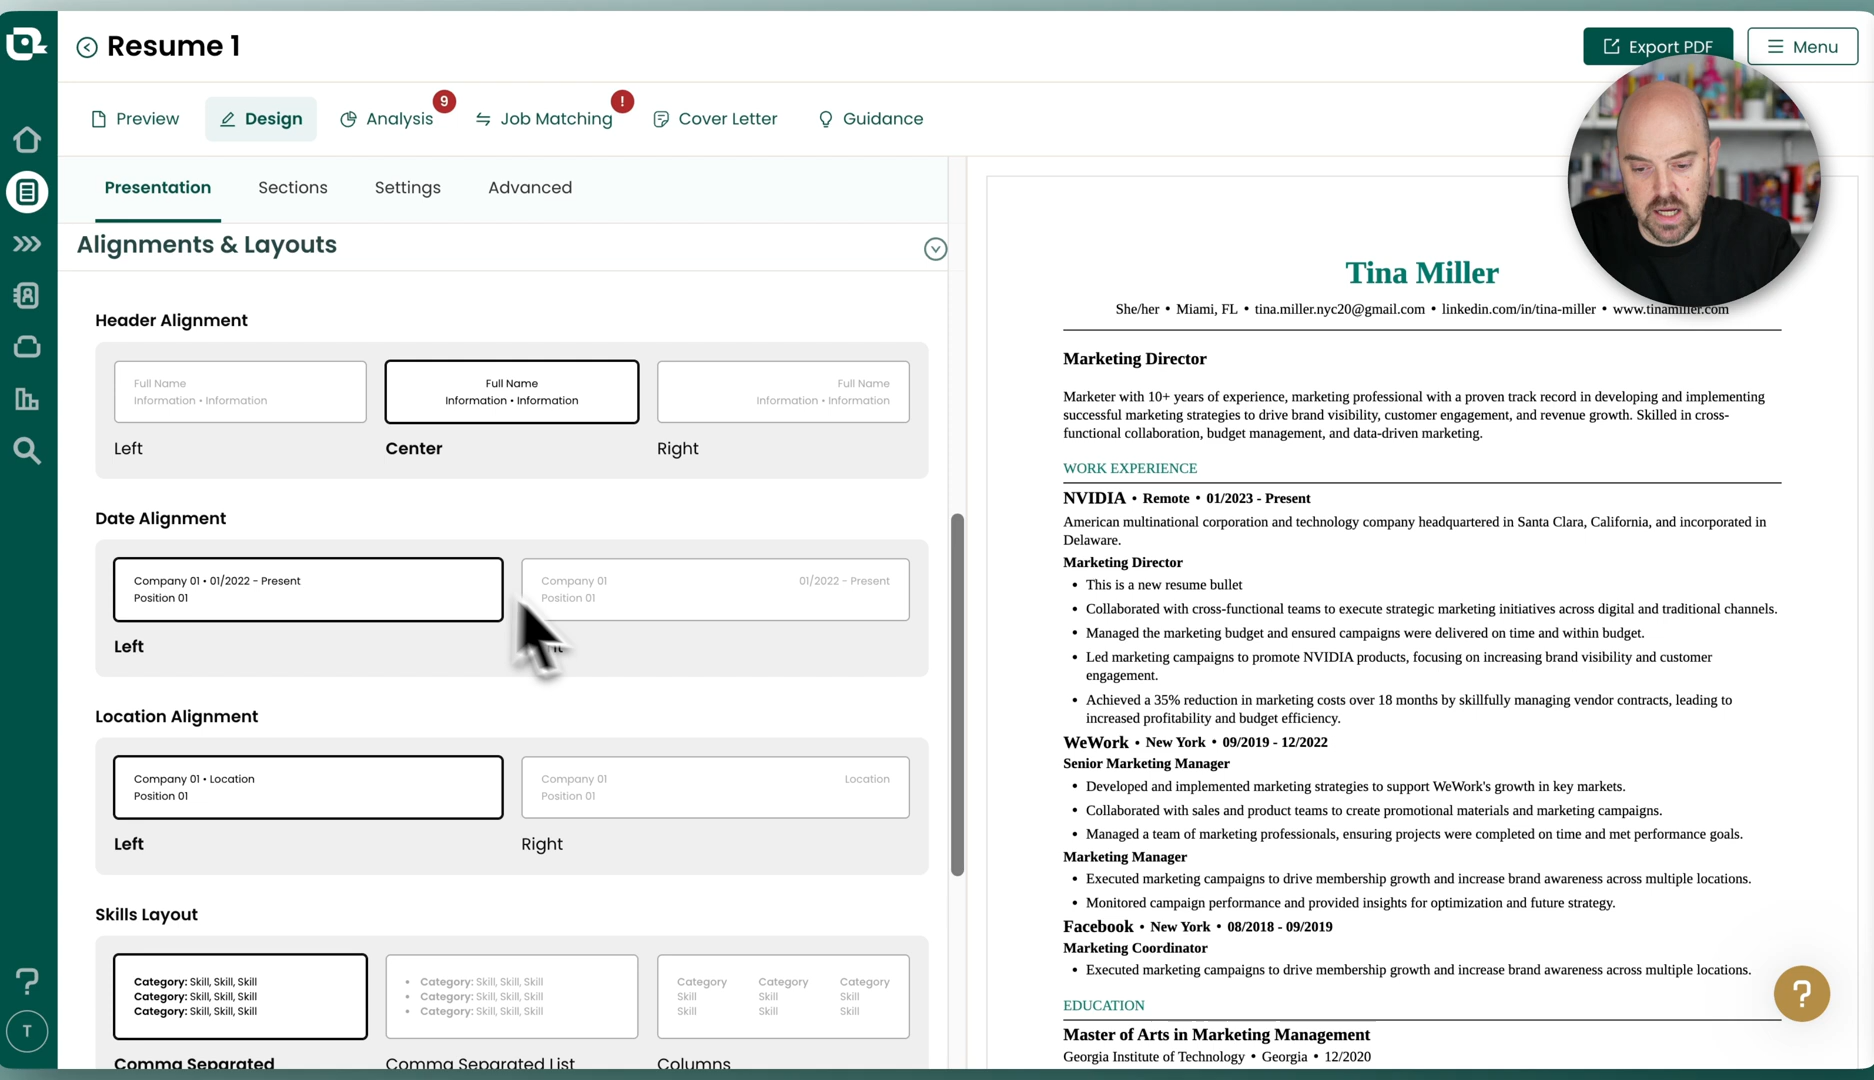 Resume 1
Export PDF
Menu
Preview
Design
Analysis
9
Job Matching
!
Cover Letter
Guidance
Presentation
Sections
Settings
Advanced
Alignments & Layouts
Header Alignment
Full Name
Information • Information
Left
Full Name
Information • Information
Center
Full Name
Information • Information
Right
Date Alignment
Company 01 • 01/2022 - Present
Position 01
Left
Company 01
01/2022 - Present
Position 01
Location Alignment
Company 01 • Location
Position 01
Left
Company 01
Location
Position 01
Right
Skills Layout
Category: Skill, Skill, Skill
Category: Skill, Skill, Skill
Category: Skill, Skill, Skill
Comma Separated
• Category: Skill, Skill, Skill
• Category: Skill, Skill, Skill
• Category: Skill, Skill, Skill
Comma Separated List
Category Category Category
Skill Skill Skill
Skill Skill Skill
Columns
?
T
Tina Miller
She/her • Miami, FL • tina.miller.nyc20@gmail.com • linkedin.com/in/tina-miller • www.tinamiller.com
Marketing Director
Marketer with 10+ years of experience, marketing professional with a proven track record in developing and implementing
successful marketing strategies to drive brand visibility, customer engagement, and revenue growth. Skilled in cross-
functional collaboration, budget management, and data-driven marketing.
WORK EXPERIENCE
NVIDIA • Remote • 01/2023 - Present
American multinational corporation and technology company headquartered in Santa Clara, California, and incorporated in
Delaware.
Marketing Director
• This is a new resume bullet
• Collaborated with cross-functional teams to execute strategic marketing initiatives across digital and traditional channels.
• Managed the marketing budget and ensured campaigns were delivered on time and within budget.
• Led marketing campaigns to promote NVIDIA products, focusing on increasing brand visibility and customer
engagement.
• Achieved a 35% reduction in marketing costs over 18 months by skillfully managing vendor contracts, leading to
increased profitability and budget efficiency.
WeWork • New York • 09/2019 - 12/2022
Senior Marketing Manager
• Developed and implemented marketing strategies to support WeWork's growth in key markets.
• Collaborated with sales and product teams to create promotional materials and marketing campaigns.
• Managed a team of marketing professionals, ensuring projects were completed on time and met performance goals.
Marketing Manager
• Executed marketing campaigns to drive membership growth and increase brand awareness across multiple locations.
• Monitored campaign performance and provided insights for optimization and future strategy.
Facebook • New York • 08/2018 - 09/2019
Marketing Coordinator
• Executed marketing campaigns to drive membership growth and increase brand awareness across multiple locations.
EDUCATION
Master of Arts in Marketing Management
Georgia Institute of Technology • Georgia • 12/2020
?